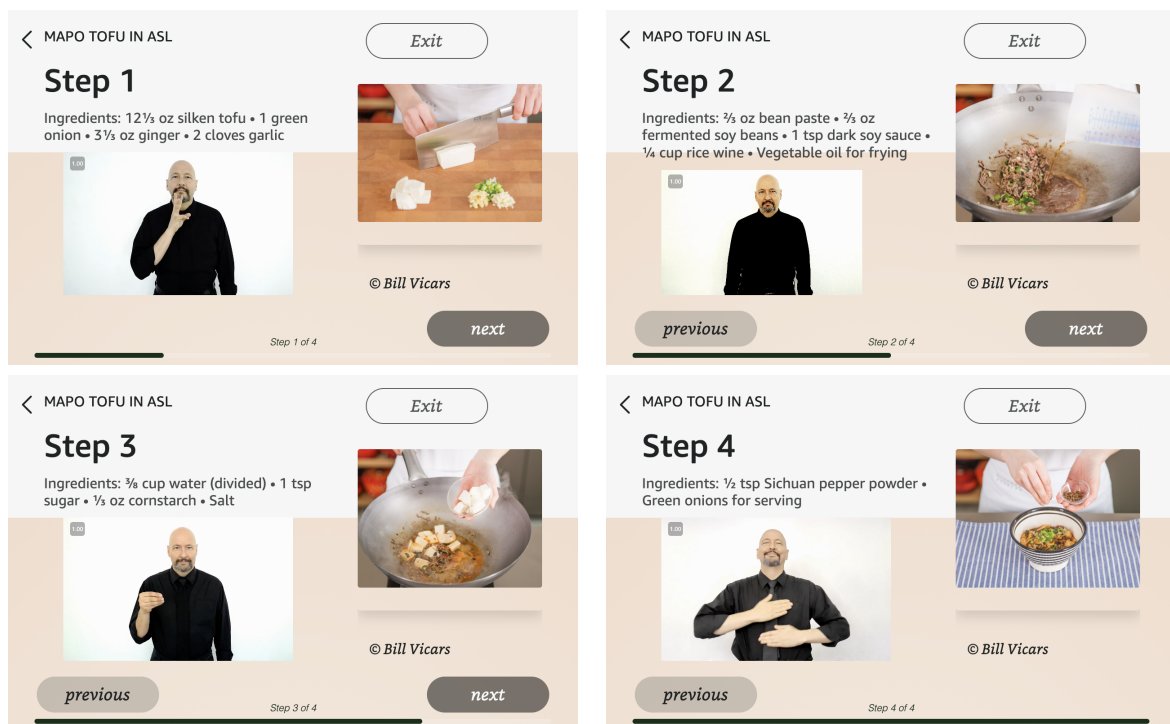 MAPO TOFU IN ASL
Exit
Step 1
Ingredients: 12⅓ oz silken tofu • 1 green
onion • 3⅓ oz ginger • 2 cloves garlic
1.00
© Bill Vicars
next
Step 1 of 4
MAPO TOFU IN ASL
Exit
Step 2
Ingredients: ⅔ oz bean paste • ⅔ oz
fermented soy beans • 1 tsp dark soy sauce •
¼ cup rice wine • Vegetable oil for frying
1.00
© Bill Vicars
previous
next
Step 2 of 4
MAPO TOFU IN ASL
Exit
Step 3
Ingredients: ⅜ cup water (divided) • 1 tsp
sugar • ⅓ oz cornstarch • Salt
1.00
© Bill Vicars
previous
next
Step 3 of 4
MAPO TOFU IN ASL
Exit
Step 4
Ingredients: ½ tsp Sichuan pepper powder •
Green onions for serving
1.00
© Bill Vicars
previous
Step 4 of 4